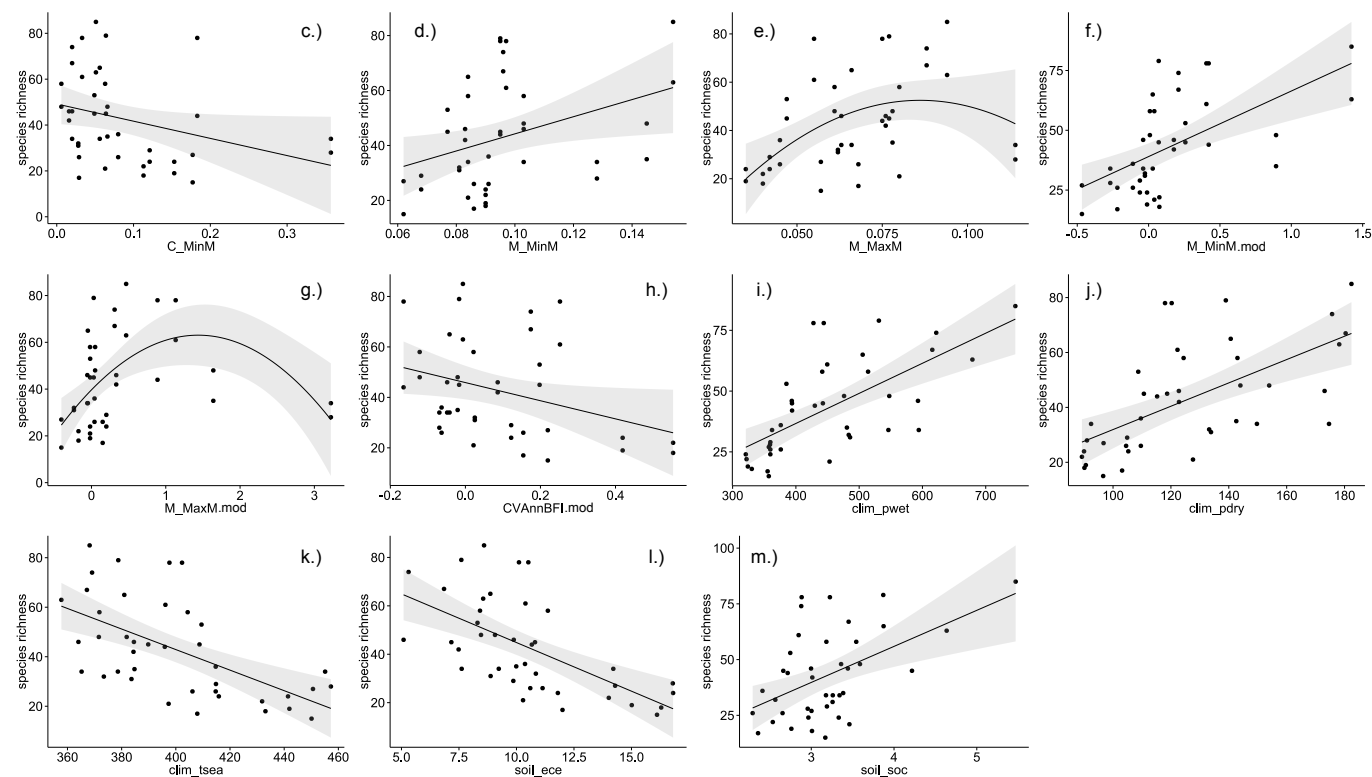 c.)
species richness
80
60
40
20
0
0.0 0.1 0.2 0.3
C_MinM
d.)
species richness
80
60
40
20
0.06 0.08 0.10 0.12 0.14
M_MinM
e.)
species richness
80
60
40
20
0
0.050 0.075 0.100
M_MaxM
f.)
species richness
75
50
25
-0.5 0.0 0.5 1.0 1.5
M_MinM.mod
g.)
species richness
80
60
40
20
0
0 1 2 3
M_MaxM.mod
h.)
species richness
80
60
40
20
-0.2 0.0 0.2 0.4
CVAnnBFI.mod
i.)
species richness
75
50
25
300 400 500 600 700
clim_pwet
j.)
species richness
80
60
40
20
100 120 140 160 180
clim_pdry
k.)
species richness
80
60
40
20
360 380 400 420 440 460
clim_tsea
l.)
species richness
80
60
40
20
5.0 7.5 10.0 12.5 15.0
soil_ece
m.)
species richness
100
75
50
25
3 4 5
soil_soc